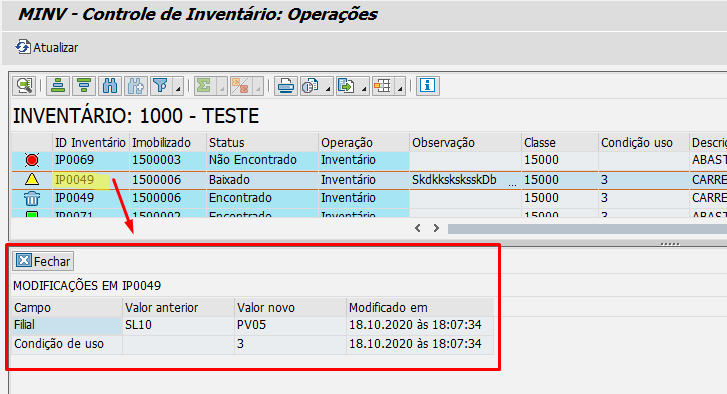 MINV - Controle de Inventário: Operações
Atualizar
INVENTÁRIO: 1000 - TESTE
ID Inventário Imobilizado Status Operação Observação Classe Condição uso Descri
IP0069 1500003 Não Encontrado Inventário 15000 ABAST
IP0049 1500006 Baixado Inventário SkdkkskskssskDb ... 15000 3 CARRE
IP0049 1500006 Encontrado Inventário 15000 3 CARRE
IP0071 1500002 Encontrado Inventário 15000 3 ABAST
Fechar
MODIFICAÇÕES EM IP0049
Campo Valor anterior Valor novo Modificado em
Filial SL10 PV05 18.10.2020 às 18:07:34
Condição de uso 3 18.10.2020 às 18:07:34